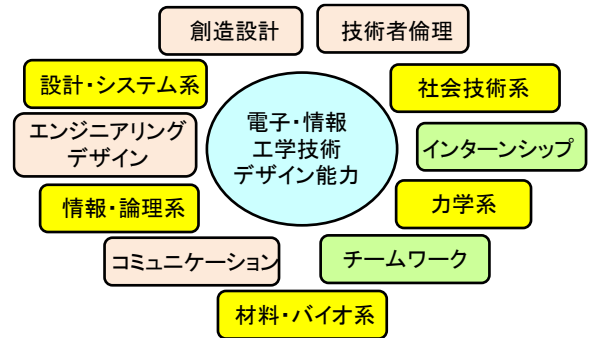 創造設計
技術者倫理
設計・システム系
社会技術系
エンジニアリング
デザイン
電子・情報
工学技術
デザイン能力
インターンシップ
情報・論理系
力学系
コミュニケーション
チームワーク
材料・バイオ系